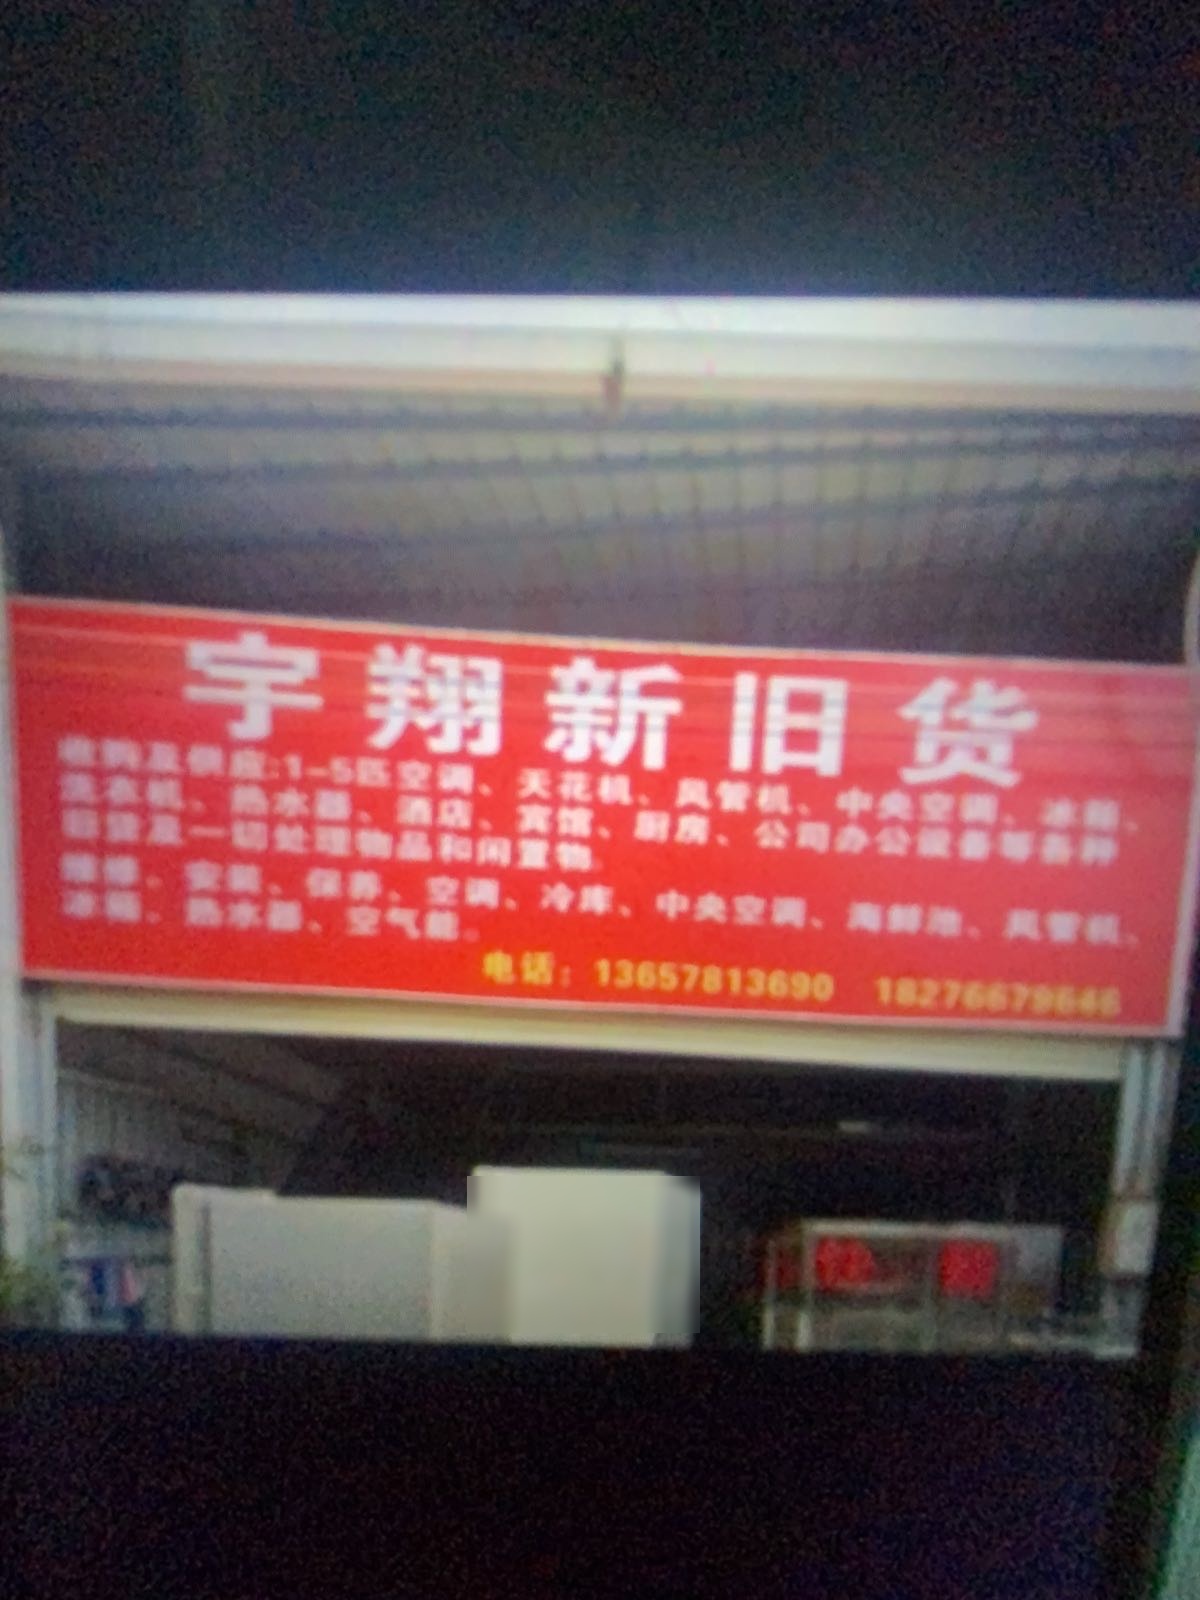 宇翔新旧货
收购及供应:1-5匹空调、天花机、风管机、中央空调、冰箱、
洗衣机、热水器、酒店、宾馆、厨房、公司办公设备等各种
一切处理物品和闲置物
维修、安装、保养、空调、冷库、中央空调、海鲜池、风管机、
冰箱、热水器、空气能。
电话：13657813690